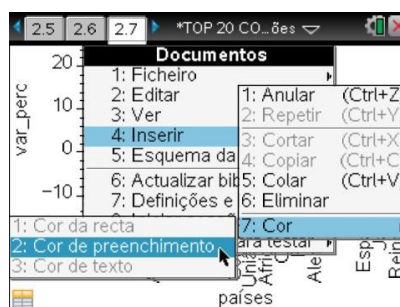 2.5 2.6 2.7 *TOP 20 CO...ões
Documentos
1: Ficheiro
2: Editar
3: Ver
4: Inserir
5: Esquema da
6: Actualizar bib
7: Definições e
1: Anular (Ctrl+Z
2: Repetir (Ctrl+Y
3: Cortar (Ctrl+X
4: Copiar (Ctrl+C
5: Colar (Ctrl+V
6: Eliminar
7: Cor
1: Cor da recta
2: Cor de preenchimento
3: Cor de texto
ara testar
var_perc
20
10
0
-10
Áfric
Ale
Esp
Rein
países